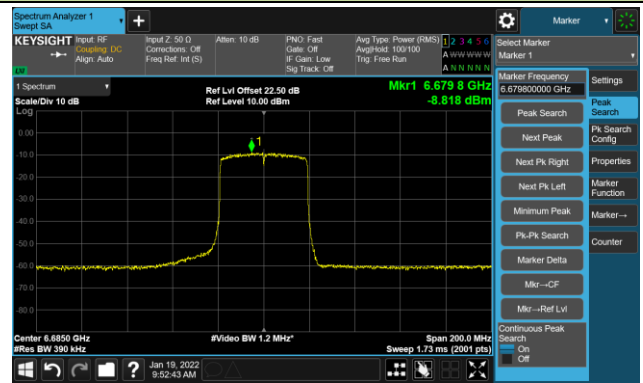 Spectrum Analyzer 1
Swept SA
+
Marker
KEYSIGHT
Input: RF
Coupling: DC
Align: Auto
Input Z: 50 Ω
Corrections: Off
Freq Ref: Int (S)
Atten: 10 dB
PNO: Fast
Gate: Off
IF Gain: Low
Sig Track: Off
Avg Type: Power (RMS)
Avg|Hold: 100/100
Trig: Free Run
1 2 3 4 5 6
A W W W W W
A N N N N N
Select Marker
Marker 1
1 Spectrum
Scale/Div 10 dB
Log
Ref Lvl Offset 22.50 dB
Ref Level 10.00 dBm
Mkr1 6.679 8 GHz
-8.818 dBm
0.00
-10.0
-20.0
-30.0
-40.0
-50.0
-60.0
-70.0
-80.0
1
Center 6.6850 GHz
#Res BW 390 kHz
#Video BW 1.2 MHz*
Span 200.0 MHz
Sweep 1.73 ms (2001 pts)
Marker Frequency
6.679800000 GHz
Peak Search
Next Peak
Next Pk Right
Next Pk Left
Minimum Peak
Pk-Pk Search
Marker Delta
Mkr→CF
Mkr→Ref Lvl
Continuous Peak
Search
On
Off
Settings
Peak
Search
Pk Search
Config
Properties
Marker
Function
Marker→
Counter
?
Jan 19, 2022
9:52:43 AM